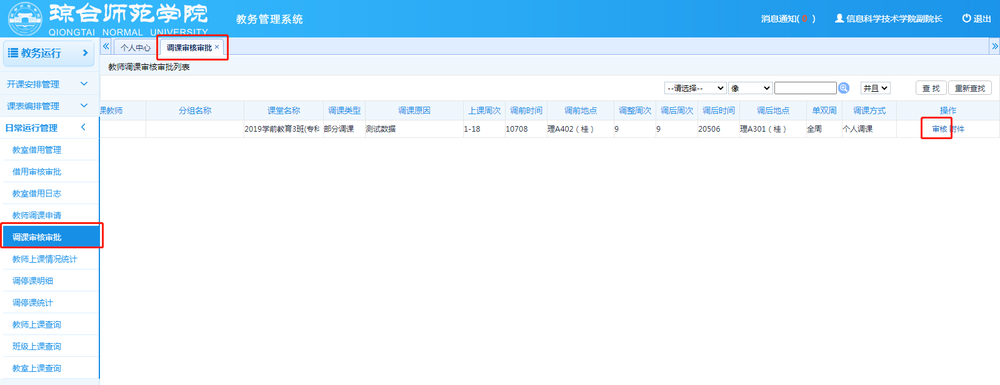 琼台师范学院
QIONGTAI NORMAL UNIVERSITY
教务管理系统
消息通知( 0 )
信息科学技术学院副院长
退出
教务运行
个人中心
调课审核审批 ×
教师调课审核审批列表
开课安排管理
课表编排管理
日常运行管理
教室借用管理
借用审核审批
教室借用日志
教师调课申请
调课审核审批
教师上课情况统计
调停课明细
调停课统计
教师上课查询
班级上课查询
教室上课查询
--请选择-- 像 并且 查 找 重新查找
课教师 分组名称 课堂名称 调课类型 调课原因 上课周次 调前时间 调前地点 调整周次 调后周次 调后时间 调后地点 单双周 调课方式 操作
2019学前教育3班(专科 部分调课 测试数据 1-18 10708 理A402（桂） 9 9 20506 理A301（桂） 全周 个人调课 审核 附件